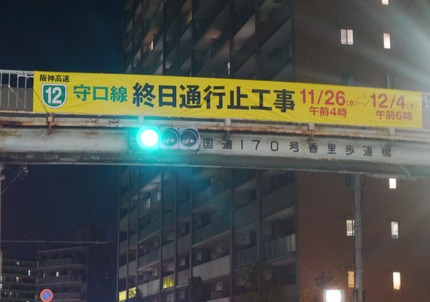 阪神高速
12 守口線 終日通行止工事 11/26(水)⇨12/4(木)
午前4時 午前6時
国道170号香里歩道橋